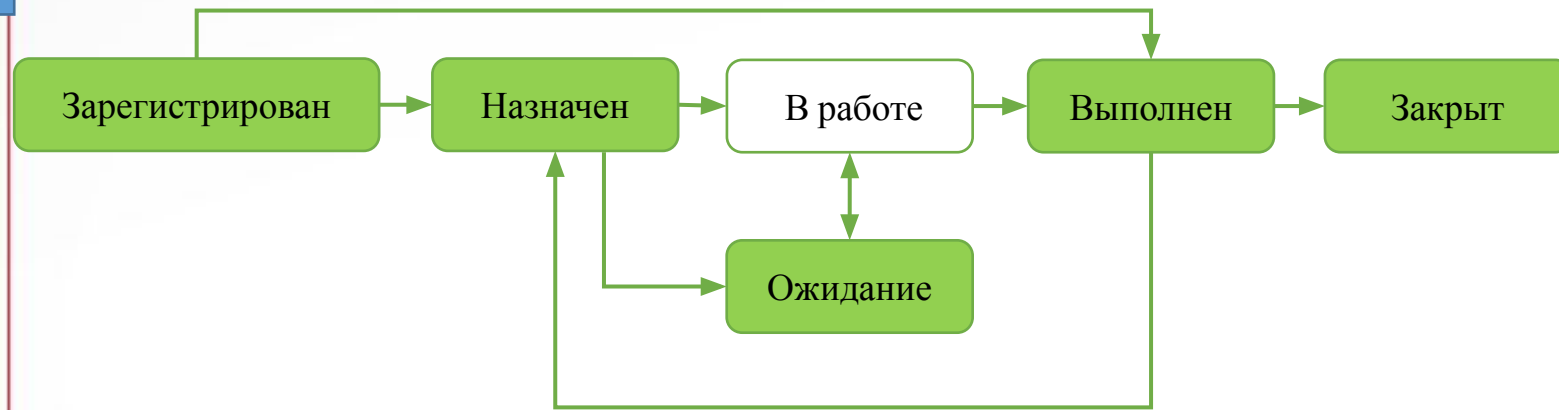 Зарегистрирован
Назначен
В работе
Выполнен
Закрыт
Ожидание